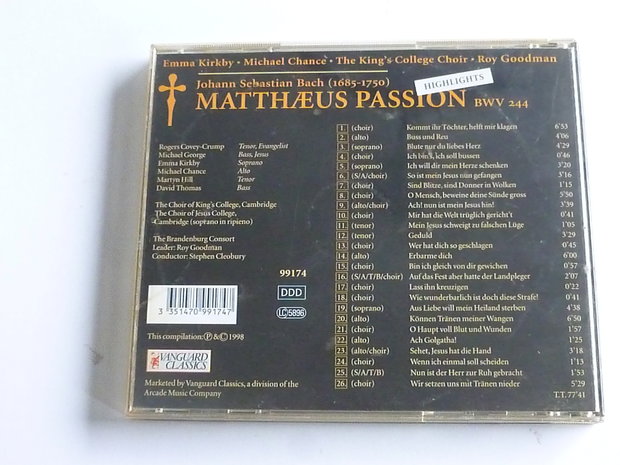 Emma Kirkby · Michael Chance · The King's College Choir · Roy Goodman
Johann Sebastian Bach (1685-1750)
HIGHLIGHTS
MATTHÆUS PASSION BWV 244
Rogers Covey-Crump Tenor, Evangelist
Michael George Bass, Jesus
Emma Kirkby Soprano
Michael Chance Alto
Martyn Hill Tenor
David Thomas Bass
The Choir of King's College, Cambridge
The Choir of Jesus College,
Cambridge (soprano in ripieno)
The Brandenburg Consort
Leader: Roy Goodman
Conductor: Stephen Cleobury
99174
DDD
LC 5896
3 351470 991747
This compilation: ℗ &© 1998
VANGUARD
CLASSICS
Marketed by Vanguard Classics, a division of the
Arcade Music Company
1. (choir) Kommt ihr Töchter, helft mir klagen 6'53
2. (alto) Buss und Reu 4'06
3. (soprano) Blute nur du liebes Herz 4'29
4. (choir) Ich bin's, ich soll bussen 0'46
5. (soprano) Ich will dir mein Herze schenken 3'20
6. (S/A/choir) So ist mein Jesus nun gefangen 3'16
7. (choir) Sind Blitze, sind Donner in Wolken 1'15
8. (choir) O Mensch, beweine deine Sünde gross 5'50
9. (alto/choir) Ach! nun ist mein Jesus hin! 3'39
10. (choir) Mir hat die Welt trüglich gericht't 0'41
11. (tenor) Mein Jesus schweigt zu falschen Lüge 1'05
12. (tenor) Geduld 3'29
13. (choir) Wer hat dich so geschlagen 0'45
14. (alto) Erbarme dich 6'00
15. (choir) Bin ich gleich von dir gewichen 0'57
16. (S/A/T/B/choir) Auf das Fest aber hatte der Landpleger 2'07
17. (choir) Lass ihn kreuzigen 0'22
18. (choir) Wie wunderbarlich ist doch diese Strafe! 0'41
19. (soprano) Aus Liebe will mein Heiland sterben 4'38
20. (alto) Können Tränen meiner Wangen 6'50
21. (choir) O Haupt voll Blut und Wunden 1'57
22. (alto) Ach Golgatha! 1'25
23. (alto/choir) Sehet, Jesus hat die Hand 3'18
24. (choir) Wenn ich einmal soll scheiden 1'13
25. (S/A/T/B) Nun ist der Herr zur Ruh gebracht 1'53
26. (choir) Wir setzen uns mit Tränen nieder 5'29
T.T. 77'41